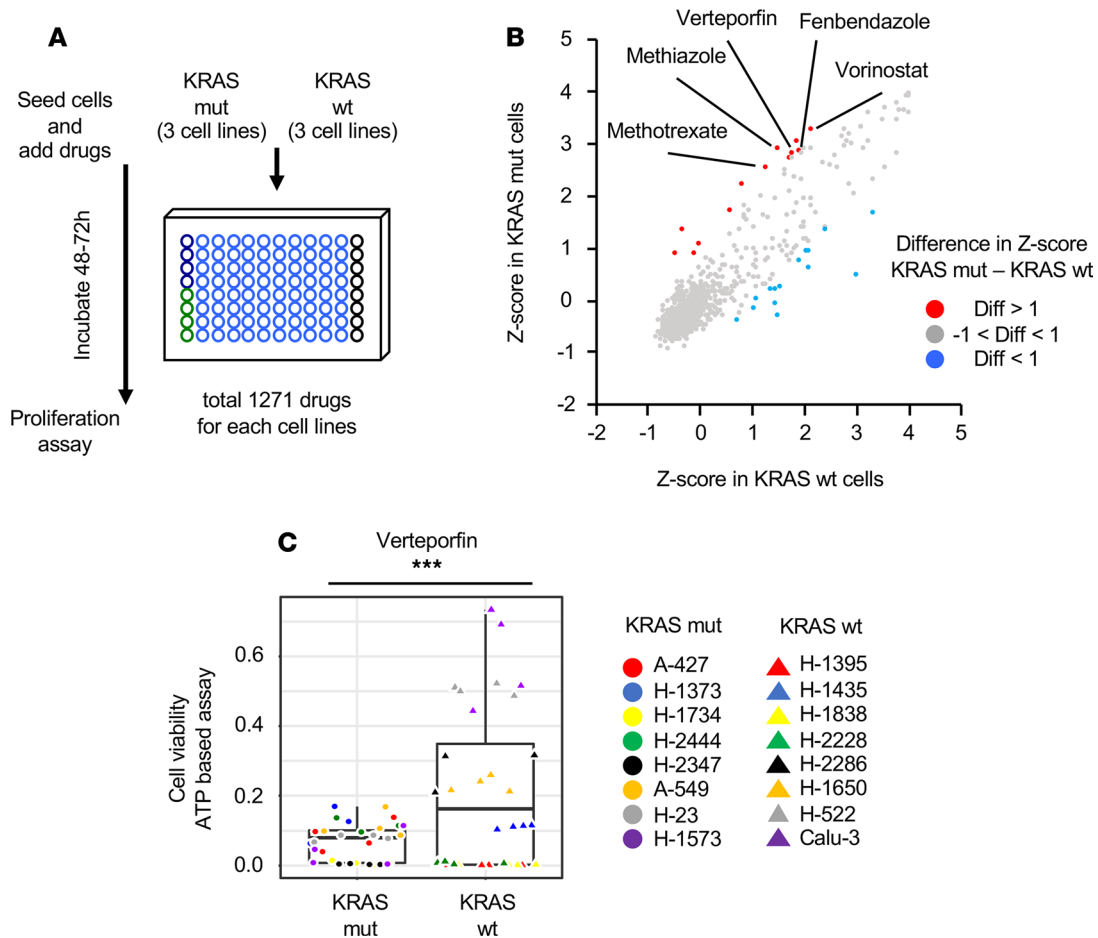 A
Seed cells
and
add drugs
KRAS
mut
(3 cell lines)
KRAS
wt
(3 cell lines)
Incubate 48-72h
Proliferation
assay
total 1271 drugs
for each cell lines
B
Verteporfin
Fenbendazole
Methiazole
Vorinostat
Methotrexate
Z-score in KRAS mut cells
5
4
3
2
1
0
-1
-2
-2
-1
0
1
2
3
4
5
Z-score in KRAS wt cells
Difference in Z-score
KRAS mut – KRAS wt
Diff > 1
-1 < Diff < 1
Diff < 1
C
Verteporfin
***
Cell viability
ATP based assay
0.6
0.4
0.2
0.0
KRAS
mut
KRAS
wt
KRAS mut
A-427
H-1373
H-1734
H-2444
H-2347
A-549
H-23
H-1573
KRAS wt
H-1395
H-1435
H-1838
H-2228
H-2286
H-1650
H-522
Calu-3